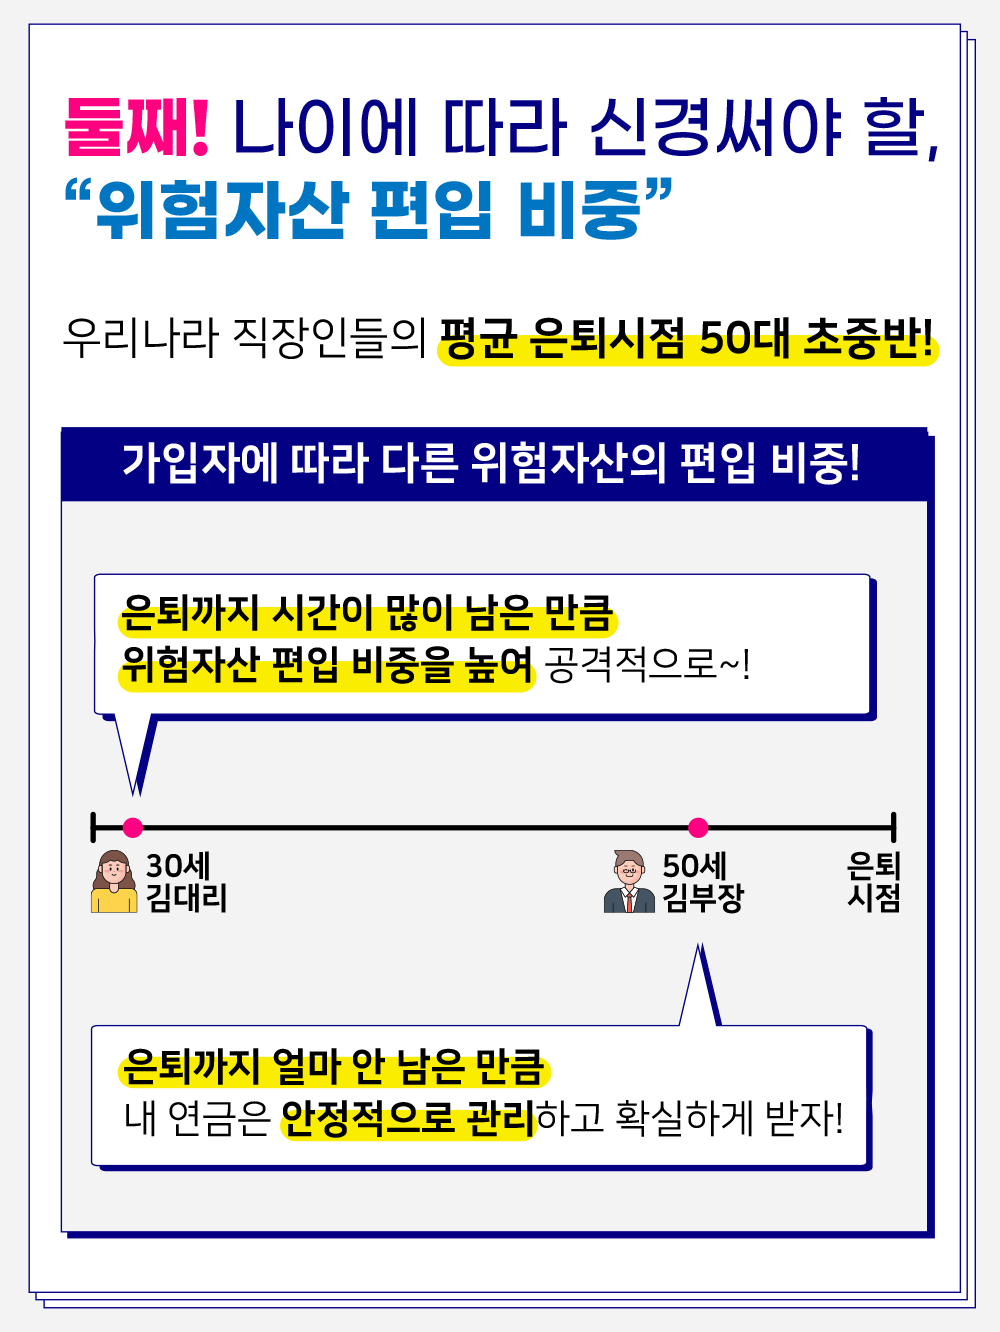 둘째! 나이에 따라 신경써야 할,
“위험자산 편입 비중”
우리나라 직장인들의 평균 은퇴시점 50대 초중반!
가입자에 따라 다른 위험자산의 편입 비중!
은퇴까지 시간이 많이 남은 만큼
위험자산 편입 비중을 높여 공격적으로~!
30세
김대리
50세
김부장
은퇴
시점
은퇴까지 얼마 안 남은 만큼
내 연금은 안정적으로 관리하고 확실하게 받자!